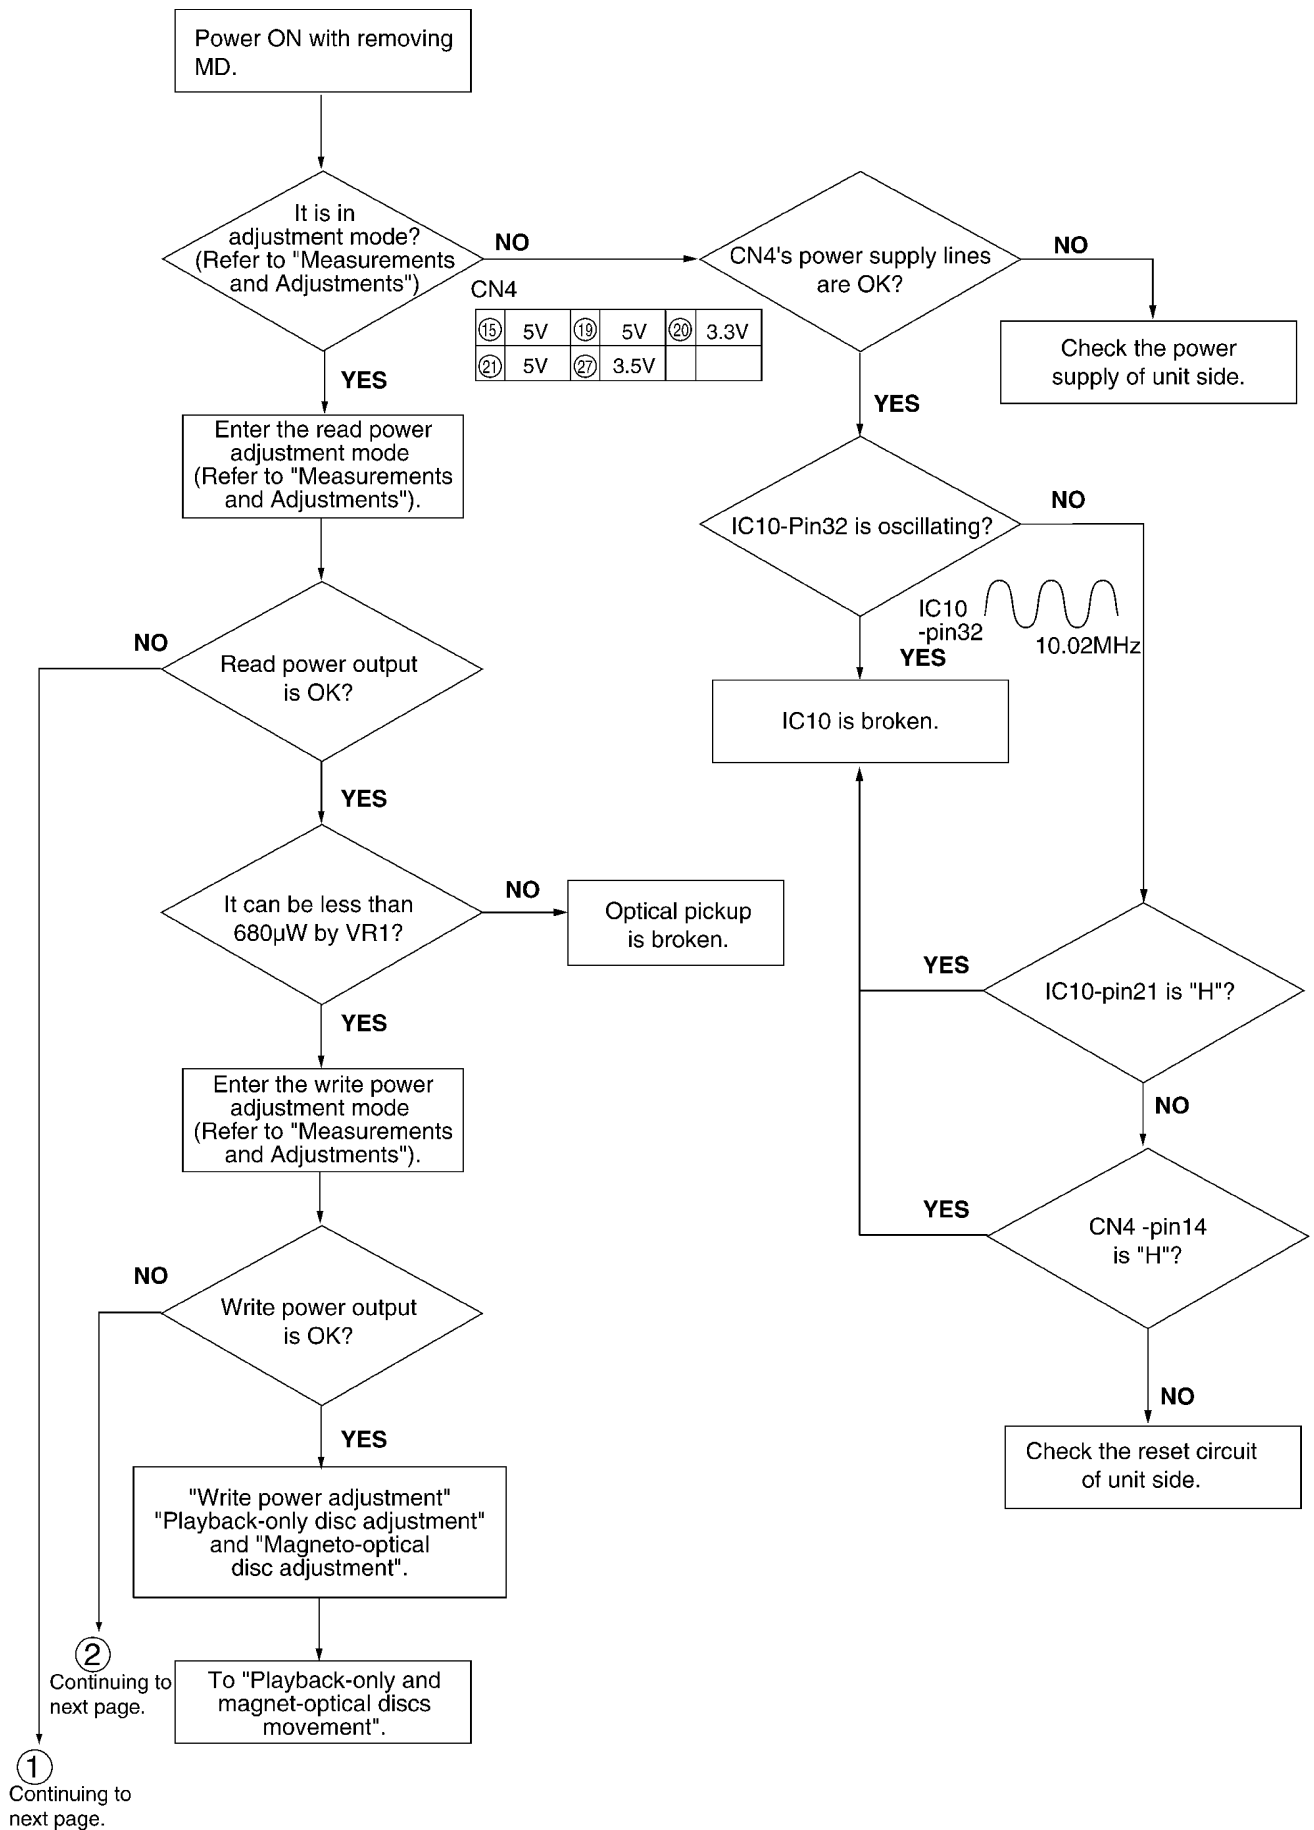 Power ON with removing
MD.
It is in
adjustment mode?
(Refer to "Measurements
and Adjustments")
NO
CN4's power supply lines
are OK?
NO
CN4
⑮ 5V ⑲ 5V ⑳ 3.3V
㉑ 5V ㉗ 3.5V
Check the power
supply of unit side.
YES
YES
Enter the read power
adjustment mode
(Refer to "Measurements
and Adjustments").
IC10-Pin32 is oscillating?
NO
IC10
-pin32
10.02MHz
YES
NO
Read power output
is OK?
IC10 is broken.
YES
It can be less than
680µW by VR1?
NO
Optical pickup
is broken.
YES
IC10-pin21 is "H"?
YES
NO
Enter the write power
adjustment mode
(Refer to "Measurements
and Adjustments").
YES
CN4 -pin14
is "H"?
NO
Write power output
is OK?
NO
YES
Check the reset circuit
of unit side.
"Write power adjustment"
"Playback-only disc adjustment"
and "Magneto-optical
disc adjustment".
2
Continuing to
next page.
To "Playback-only and
magnet-optical discs
movement".
1
Continuing to
next page.